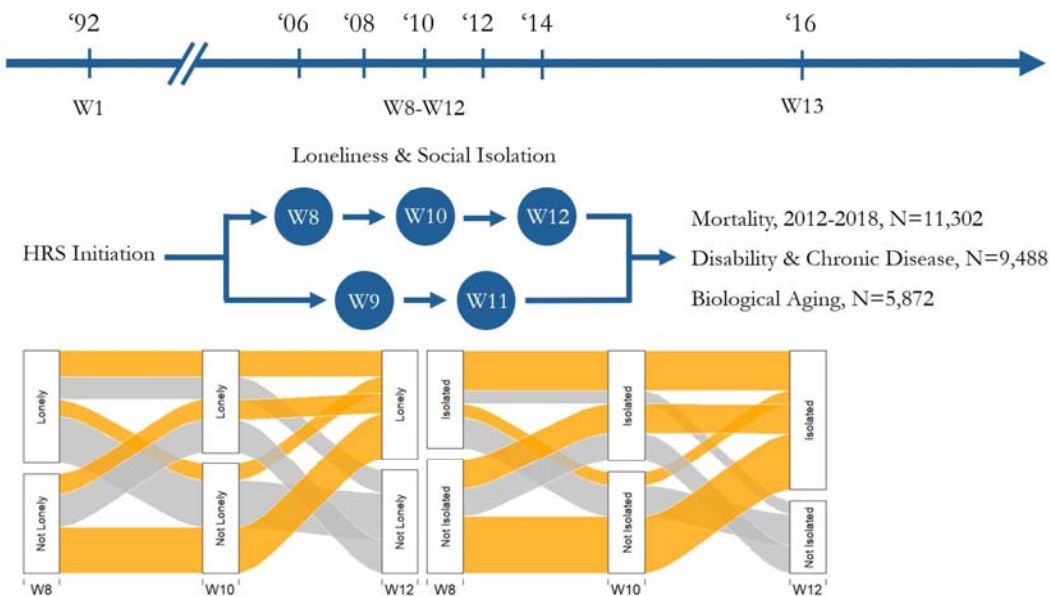 ‘92 ‘06 ‘08 ‘10 ‘12 ‘14 ‘16
W1 W8-W12 W13
Loneliness & Social Isolation
W8 W10 W12
Mortality, 2012-2018, N=11,302
HRS Initiation
Disability & Chronic Disease, N=9,488
W9 W11
Biological Aging, N=5,872
Lonely Lonely Lonely Isolated Isolated Isolated
Not Lonely Not Lonely Not Lonely Not Isolated Not Isolated Not Isolated
W8 W10 W12 W8 W10 W12